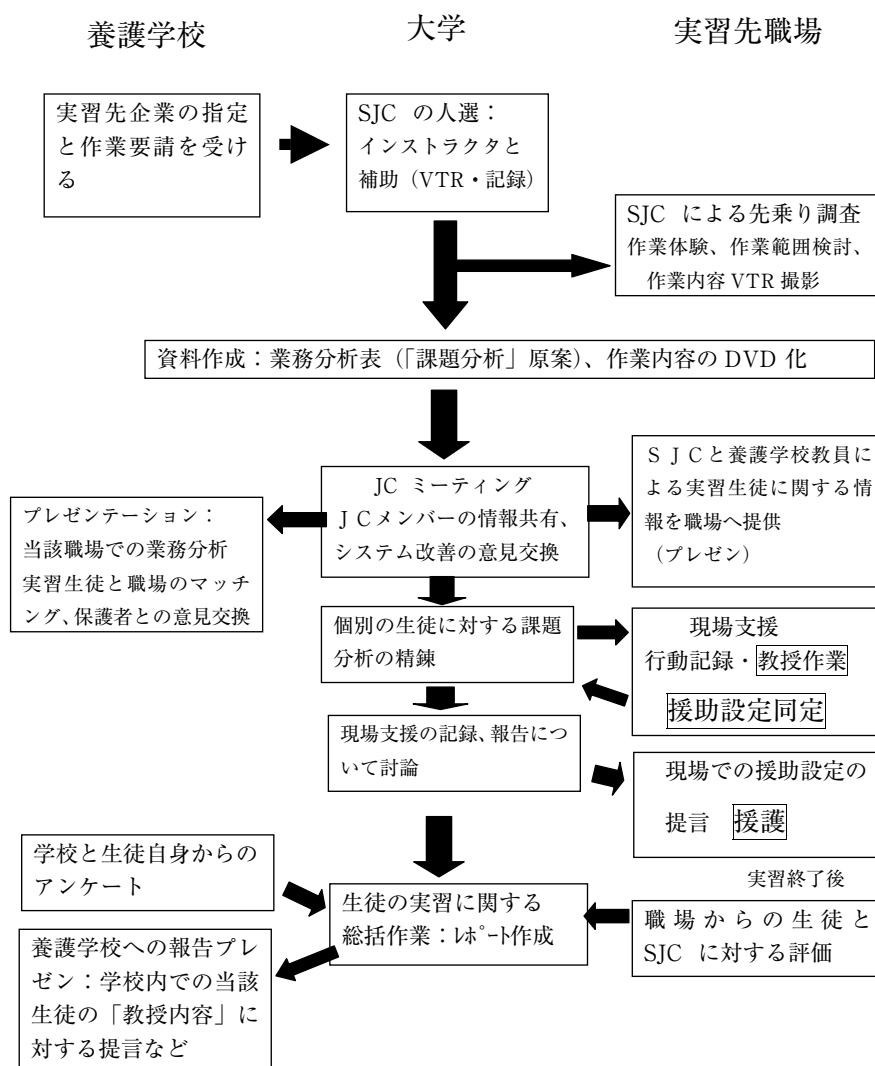 養護学校
大学
実習先職場
実習先企業の指定
と作業要請を受け
る
SJC の人選：
インストラクタと
補助（VTR・記録）
SJC による先乗り調査
作業体験、作業範囲検討、
作業内容 VTR 撮影
資料作成：業務分析表（「課題分析」原案）、作業内容の DVD 化
JC ミーティング
ＪＣメンバーの情報共有、
システム改善の意見交換
プレゼンテーション：
当該職場での業務分析
実習生徒と職場のマッチ
ング、保護者との意見交換
ＳＪＣと養護学校教員に
よる実習生徒に関する情
報を職場へ提供
（プレゼン）
個別の生徒に対する課題
分析の精錬
現場支援
行動記録・教授作業
援助設定同定
現場支援の記録、報告につ
いて討論
現場での援助設定の
提言 援護
学校と生徒自身からの
アンケート
生徒の実習に関する
総括作業：ﾚﾎﾟｰﾄ作成
実習終了後
職場からの生徒と
SJC に対する評価
養護学校への報告プレ
ゼン：学校内での当該
生徒の「教授内容」に
対する提言など